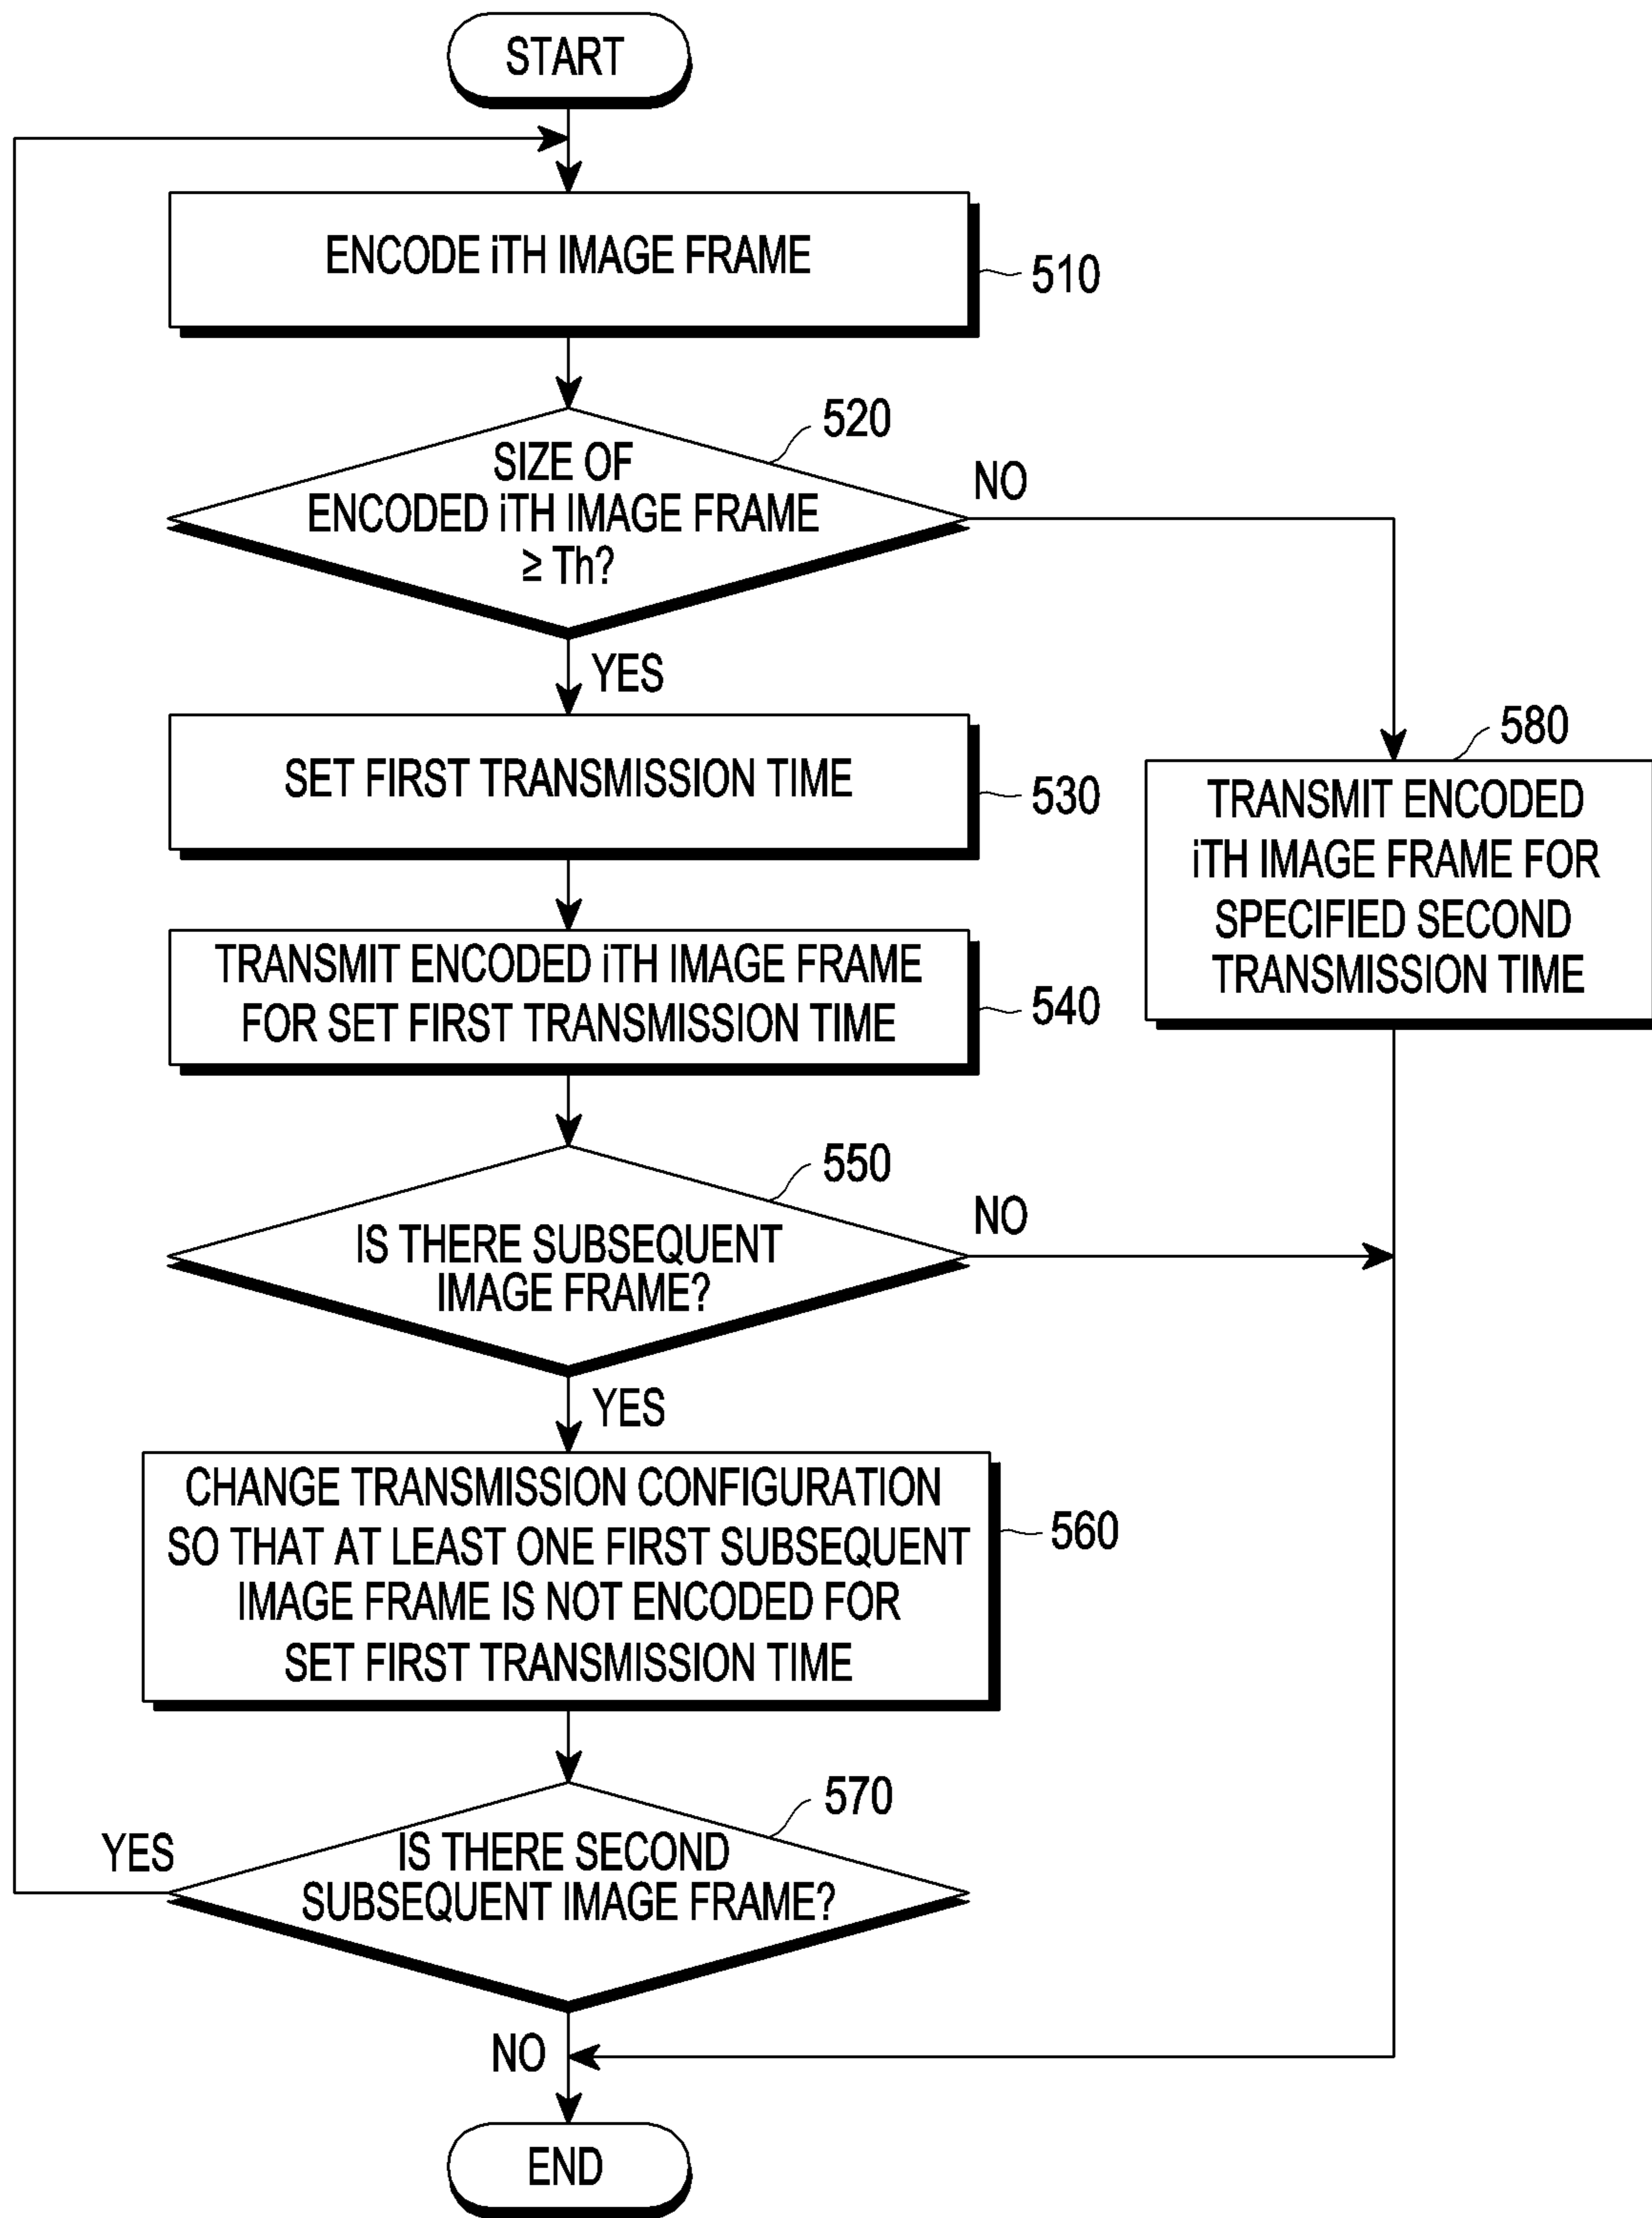 START
ENCODE iTH IMAGE FRAME
510
520
SIZE OF
ENCODED iTH IMAGE FRAME
≥ Th?
NO
YES
SET FIRST TRANSMISSION TIME
530
580
TRANSMIT ENCODED
iTH IMAGE FRAME FOR
SPECIFIED SECOND
TRANSMISSION TIME
TRANSMIT ENCODED iTH IMAGE FRAME
FOR SET FIRST TRANSMISSION TIME
540
550
IS THERE SUBSEQUENT
IMAGE FRAME?
NO
YES
CHANGE TRANSMISSION CONFIGURATION
SO THAT AT LEAST ONE FIRST SUBSEQUENT
IMAGE FRAME IS NOT ENCODED FOR
SET FIRST TRANSMISSION TIME
560
570
IS THERE SECOND
SUBSEQUENT IMAGE FRAME?
YES
NO
END